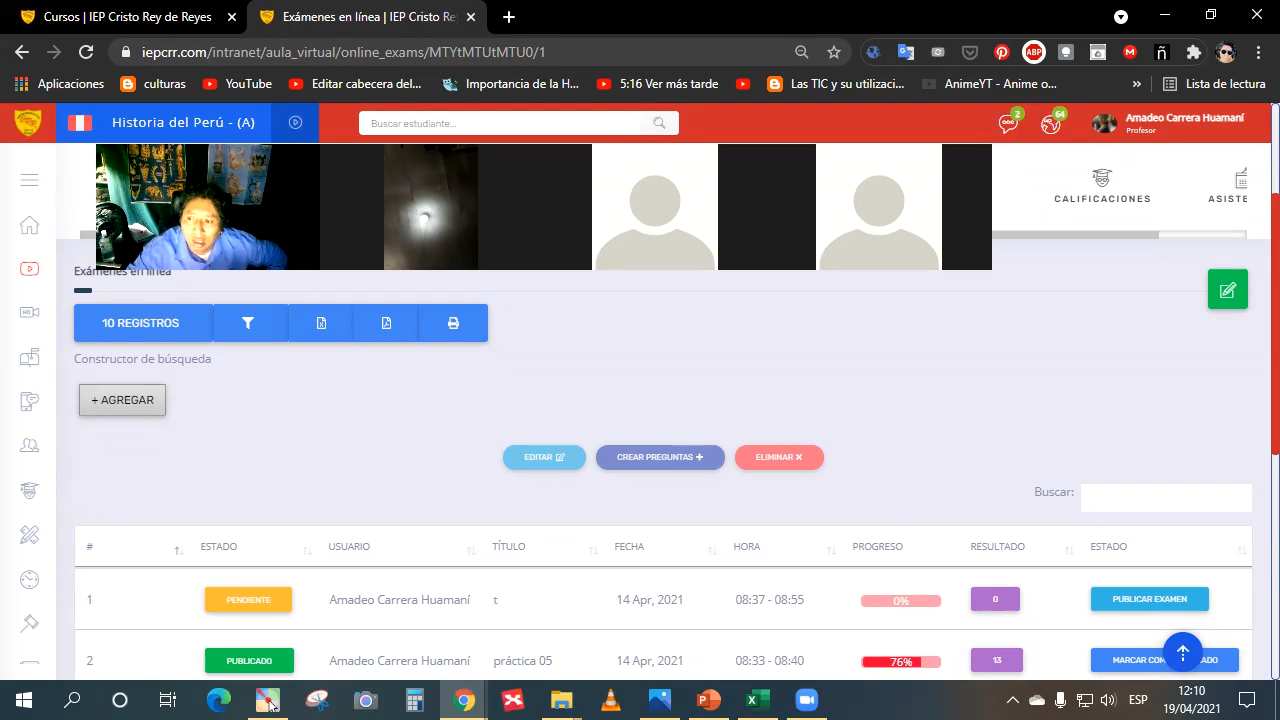 Cursos | IEP Cristo Rey de Reyes
Exámenes en línea | IEP Cristo Re
iepcrr.com/intranet/aula_virtual/online_exams/MTYtMTUtMTU0/1
Aplicaciones
culturas
YouTube
Editar cabecera del...
Importancia de la H...
5:16 Ver más tarde
Las TIC y su utilizaci...
AnimeYT - Anime o...
»
Lista de lectura
Historia del Perú - (A)
Buscar estudiante...
2
64
Amadeo Carrera Huamaní
Profesor
CALIFICACIONES
ASISTE
Exámenes en línea
10 REGISTROS
Constructor de búsqueda
+ AGREGAR
EDITAR
CREAR PREGUNTAS +
ELIMINAR ×
Buscar:
# ESTADO USUARIO TÍTULO FECHA HORA PROGRESO RESULTADO ESTADO
1 PENDIENTE Amadeo Carrera Huamaní t 14 Apr, 2021 08:37 - 08:55 0% 0 PUBLICAR EXAMEN
2 PUBLICADO Amadeo Carrera Huamaní práctica 05 14 Apr, 2021 08:33 - 08:40 76% 13 MARCAR CO
ESP
12:10
19/04/2021